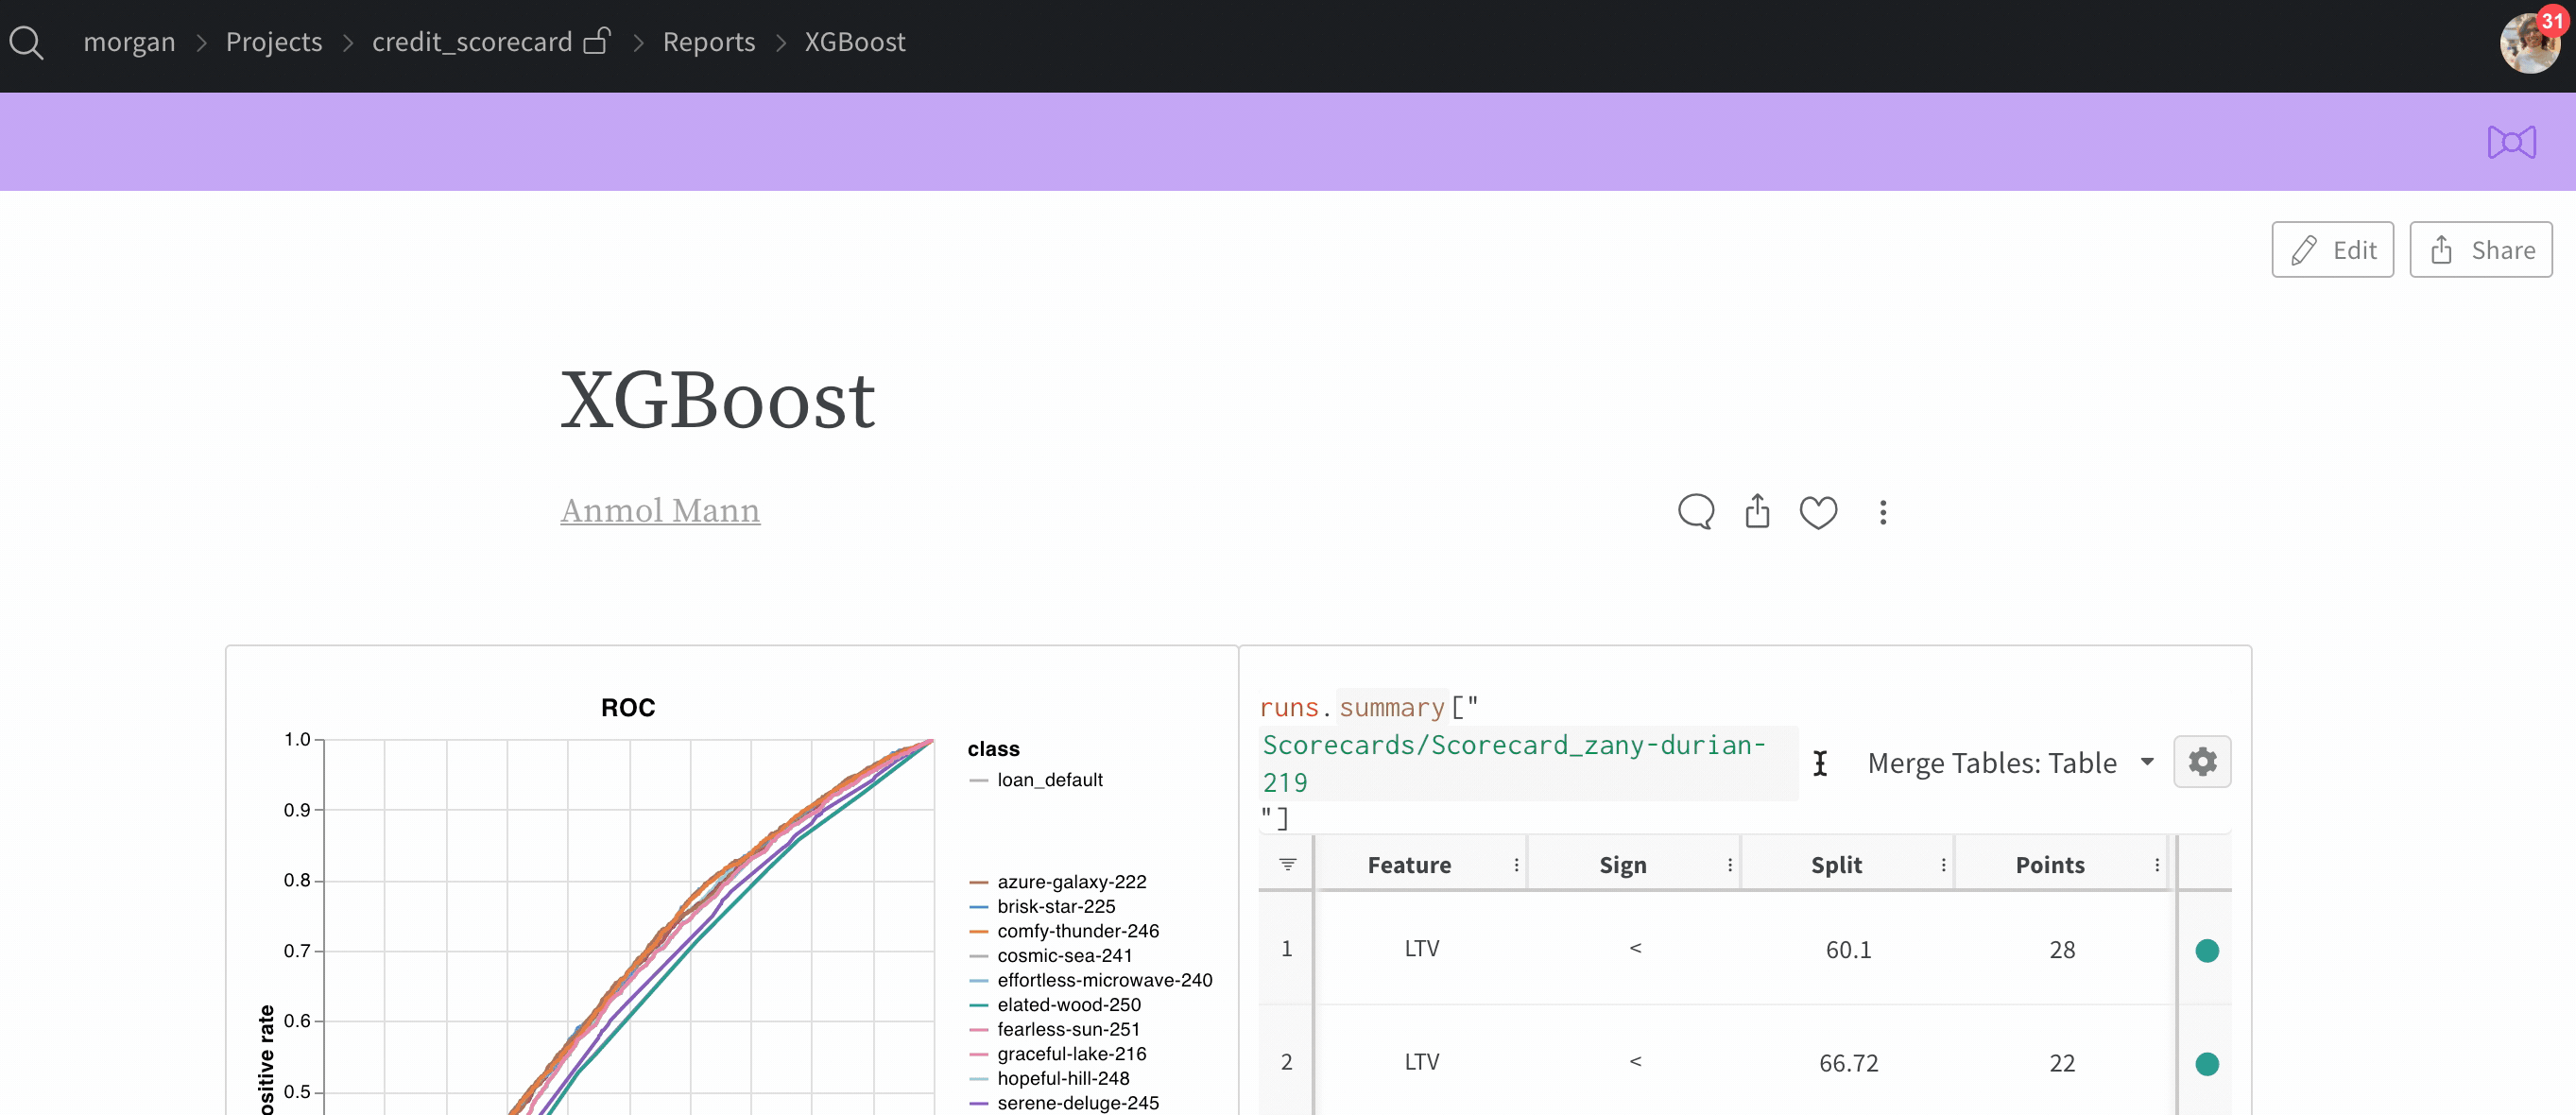 morgan > Projects > credit_scorecard > Reports > XGBoost
31
Edit
Share
XGBoost
Anmol Mann
ROC
1.0
0.9
0.8
0.7
0.6
0.5
ositive rate
class
loan_default
azure-galaxy-222
brisk-star-225
comfy-thunder-246
cosmic-sea-241
effortless-microwave-240
elated-wood-250
fearless-sun-251
graceful-lake-216
hopeful-hill-248
serene-deluge-245
runs.summary["
Scorecards/Scorecard_zany-durian-
219
"]
Merge Tables: Table
Feature Sign Split Points
1 LTV < 60.1 28
2 LTV < 66.72 22